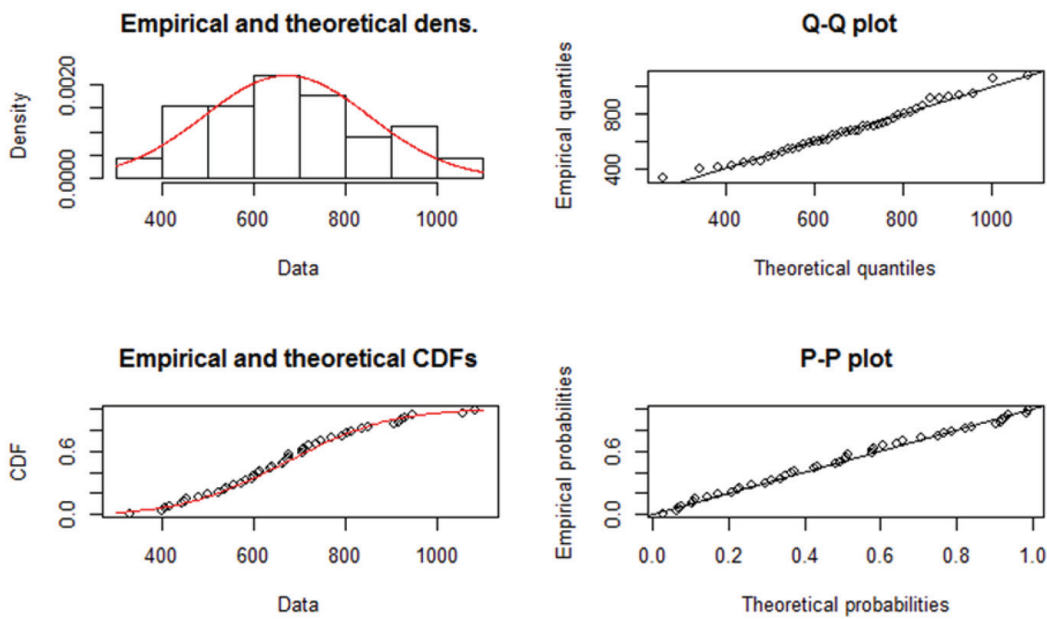 Empirical and theoretical dens.
Density
0.0000 0.0020
400 600 800 1000
Data
Q-Q plot
Empirical quantiles
400 800
400 600 800 1000
Theoretical quantiles
Empirical and theoretical CDFs
CDF
0.0 0.6
400 600 800 1000
Data
P-P plot
Empirical probabilities
0.0 0.6
0.0 0.2 0.4 0.6 0.8 1.0
Theoretical probabilities